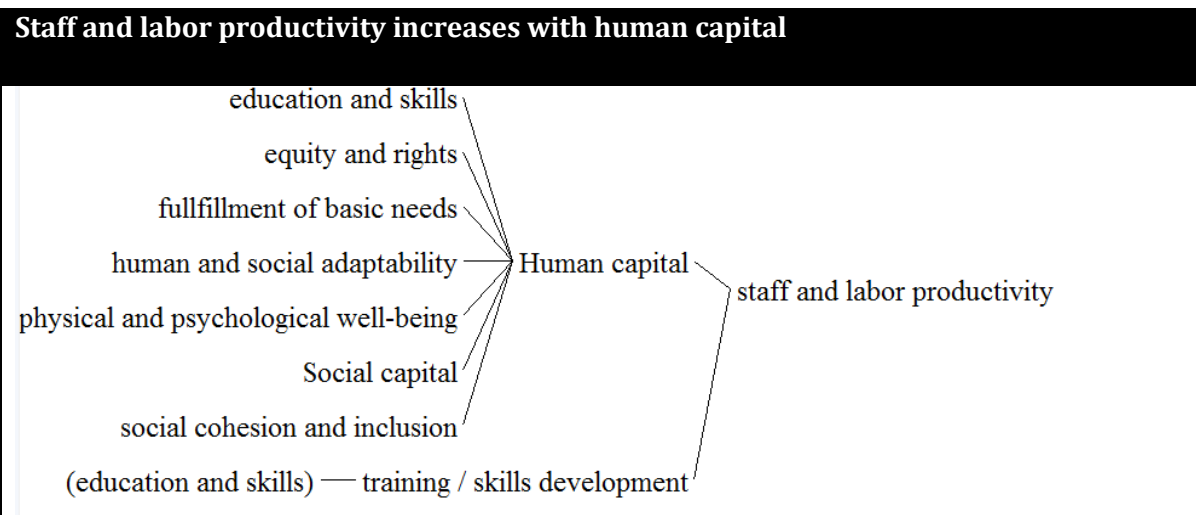 Staff and labor productivity increases with human capital
education and skills
equity and rights
fullfillment of basic needs
human and social adaptability
Human capital
staff and labor productivity
physical and psychological well-being
Social capital
social cohesion and inclusion
(education and skills)
training / skills development